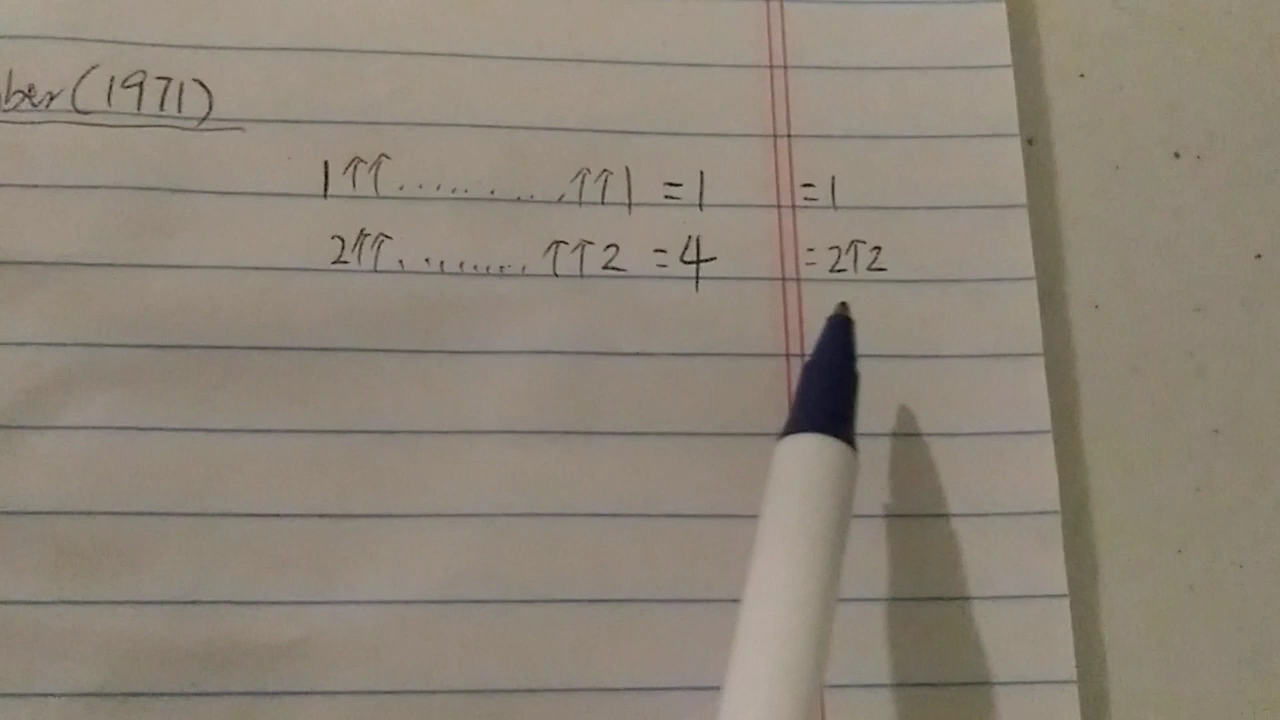 ber (1971)
1↑↑..........↑↑1 =1 =1
2↑↑.........↑↑2 =4 =2↑2